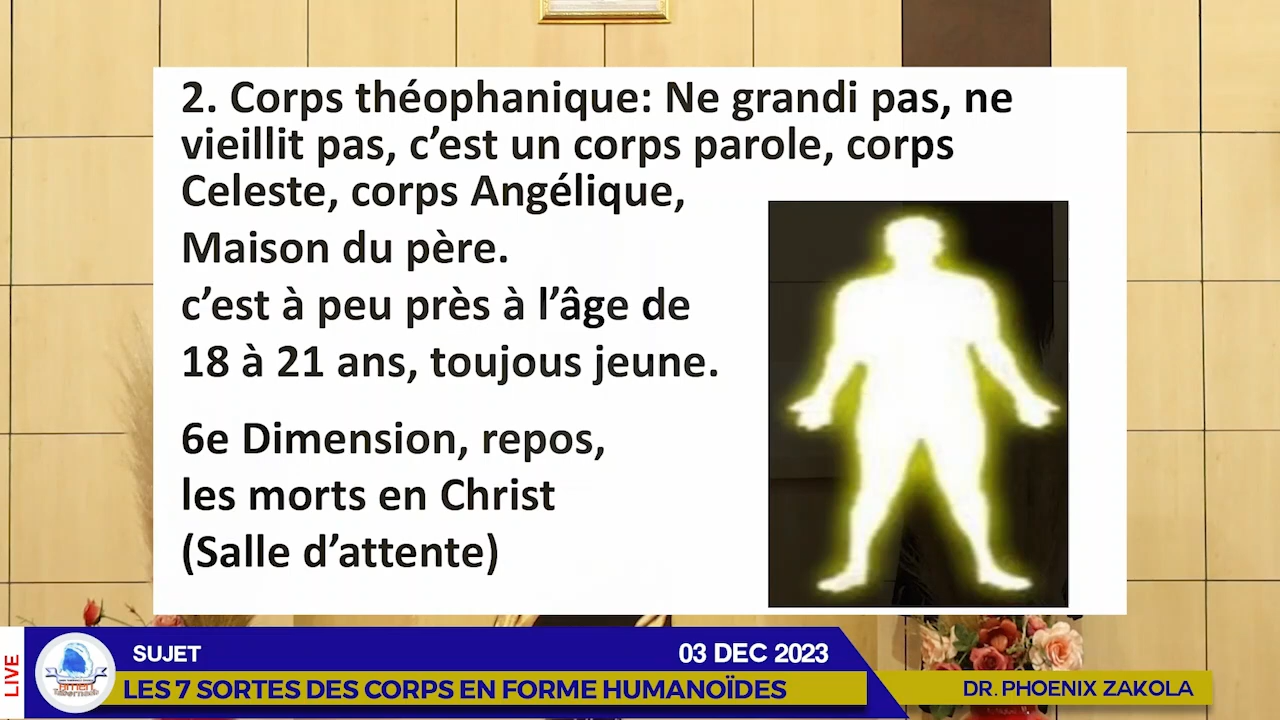 2. Corps théophanique: Ne grandi pas, ne
vieillit pas, c’est un corps parole, corps
Celeste, corps Angélique,
Maison du père.
c’est à peu près à l’âge de
18 à 21 ans, toujous jeune.
6e Dimension, repos,
les morts en Christ
(Salle d’attente)
LIVE
SUJET
03 DEC 2023
LES 7 SORTES DES CORPS EN FORME HUMANOÏDES
DR. PHOENIX ZAKOLA